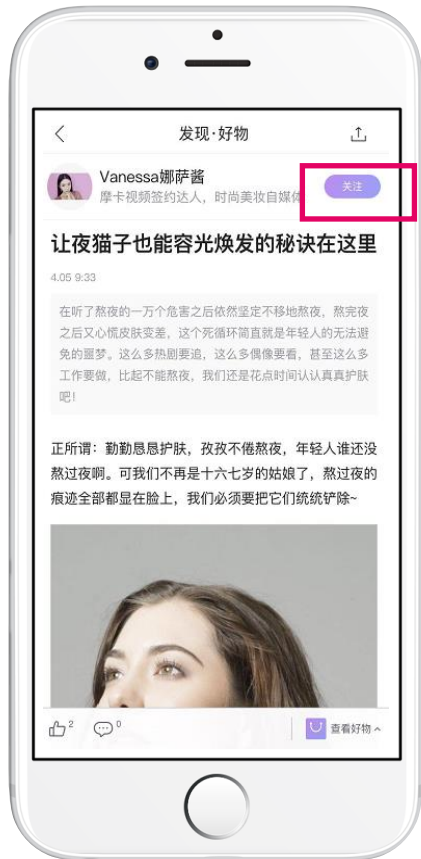 发现·好物
Vanessa娜萨酱
摩卡视频签约达人，时尚美妆自媒体
关注
让夜猫子也能容光焕发的秘诀在这里
4.05 9:33
在听了熬夜的一万个危害之后依然坚定不移地熬夜，熬完夜
之后又心慌皮肤变差，这个死循环简直就是年轻人的无法避
免的噩梦。这么多热剧要追，这么多偶像要看，甚至这么多
工作要做，比起不能熬夜，我们还是花点时间认认真真护肤
吧！
正所谓：勤勤恳恳护肤，孜孜不倦熬夜，年轻人谁还没
熬过夜啊。可我们不再是十六七岁的姑娘了，熬过夜的
痕迹全部都显在脸上，我们必须要把它们统统铲除~
2
0
查看好物